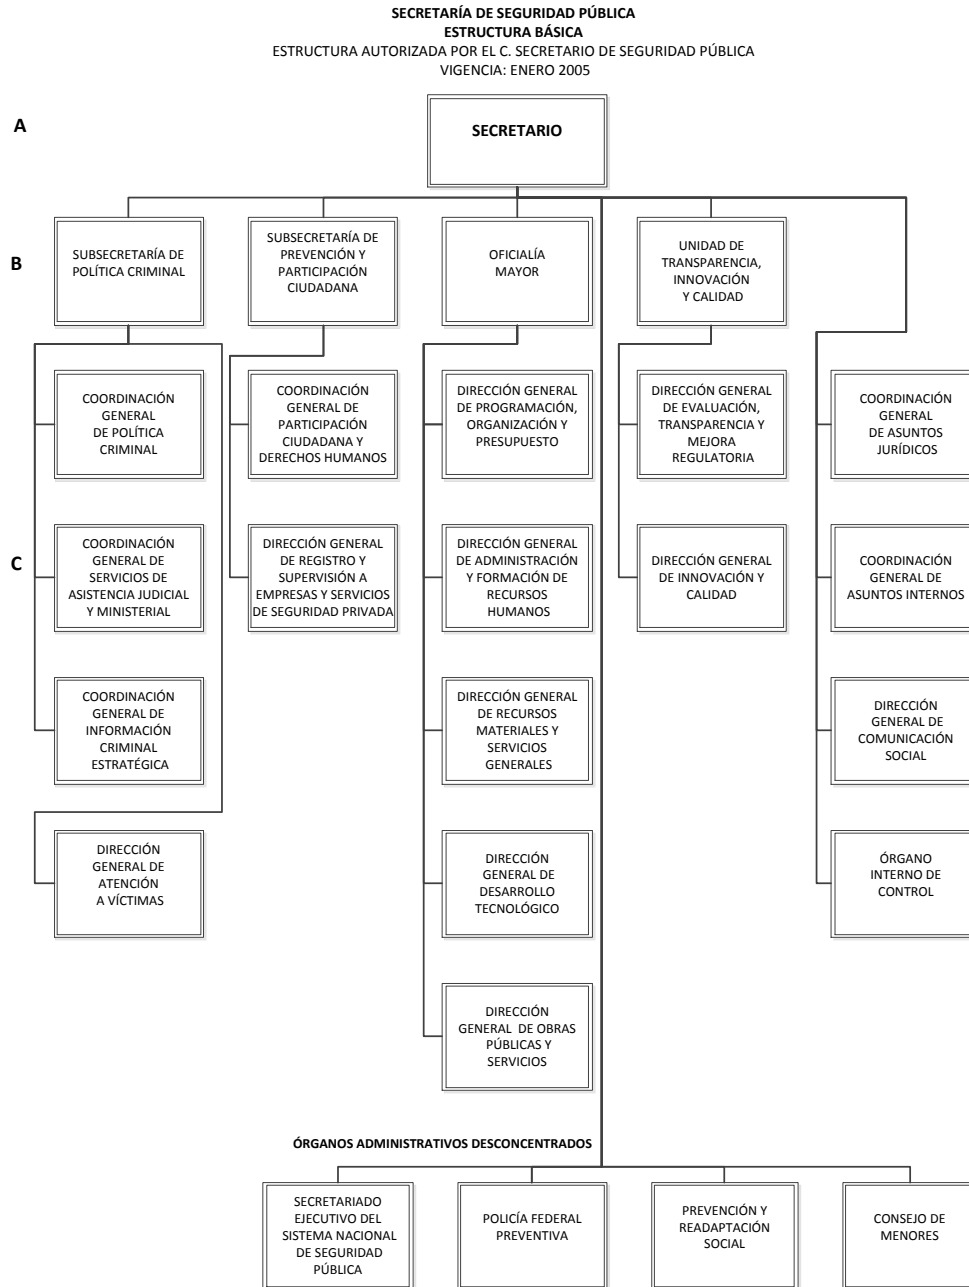 SECRETARÍA DE SEGURIDAD PÚBLICA
ESTRUCTURA BÁSICA
ESTRUCTURA AUTORIZADA POR EL C. SECRETARIO DE SEGURIDAD PÚBLICA
VIGENCIA: ENERO 2005
A
SECRETARIO
B
SUBSECRETARÍA DE
POLÍTICA CRIMINAL
SUBSECRETARÍA DE
PREVENCIÓN Y
PARTICIPACIÓN
CIUDADANA
OFICIALÍA
MAYOR
UNIDAD DE
TRANSPARENCIA,
INNOVACIÓN
Y CALIDAD
COORDINACIÓN
GENERAL
DE POLÍTICA
CRIMINAL
COORDINACIÓN
GENERAL DE
PARTICIPACIÓN
CIUDADANA Y
DERECHOS HUMANOS
DIRECCIÓN GENERAL
DE PROGRAMACIÓN,
ORGANIZACIÓN Y
PRESUPUESTO
DIRECCIÓN GENERAL
DE EVALUACIÓN,
TRANSPARENCIA Y
MEJORA
REGULATORIA
COORDINACIÓN
GENERAL
DE ASUNTOS
JURÍDICOS
C
COORDINACIÓN
GENERAL DE
SERVICIOS DE
ASISTENCIA JUDICIAL
Y MINISTERIAL
DIRECCIÓN GENERAL
DE REGISTRO Y
SUPERVISIÓN A
EMPRESAS Y SERVICIOS
DE SEGURIDAD PRIVADA
DIRECCIÓN GENERAL
DE ADMINISTRACIÓN
Y FORMACIÓN DE
RECURSOS
HUMANOS
DIRECCIÓN GENERAL
DE INNOVACIÓN Y
CALIDAD
COORDINACIÓN
GENERAL DE
ASUNTOS INTERNOS
COORDINACIÓN
GENERAL DE
INFORMACIÓN
CRIMINAL
ESTRATÉGICA
DIRECCIÓN GENERAL
DE RECURSOS
MATERIALES Y
SERVICIOS
GENERALES
DIRECCIÓN
GENERAL DE
COMUNICACIÓN
SOCIAL
DIRECCIÓN
GENERAL DE
ATENCIÓN
A VÍCTIMAS
DIRECCIÓN
GENERAL DE
DESARROLLO
TECNOLÓGICO
ÓRGANO
INTERNO DE
CONTROL
DIRECCIÓN
GENERAL DE OBRAS
PÚBLICAS Y
SERVICIOS
ÓRGANOS ADMINISTRATIVOS DESCONCENTRADOS
SECRETARIADO
EJECUTIVO DEL
SISTEMA NACIONAL
DE SEGURIDAD
PÚBLICA
POLICÍA FEDERAL
PREVENTIVA
PREVENCIÓN Y
READAPTACIÓN
SOCIAL
CONSEJO DE
MENORES